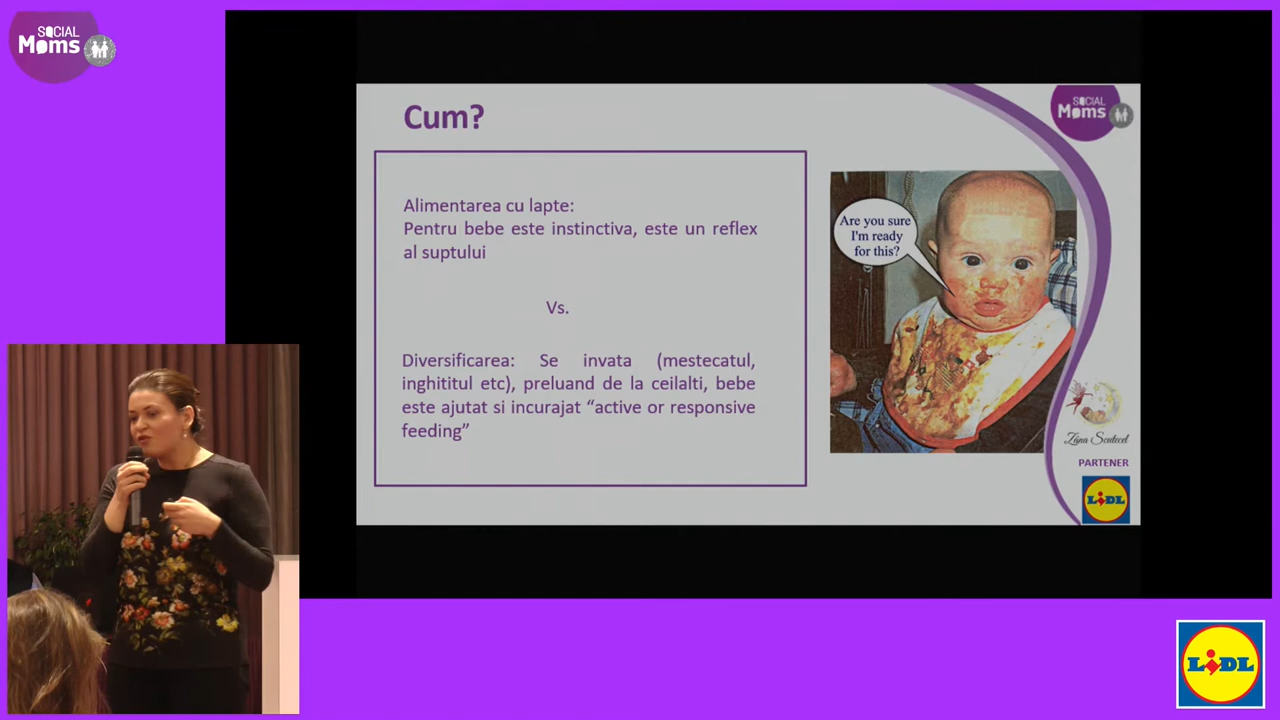 SOCIAL
Moms
Cum?
SOCIAL
Moms
Alimentarea cu lapte:
Pentru bebe este instinctiva, este un reflex
al suptului
Vs.
Diversificarea: Se invata (mestecatul,
inghititul etc), preluand de la ceilalti, bebe
este ajutat si incurajat “active or responsive
feeding”
Are you sure
I'm ready
for this?
Zâna Scutecel
PARTENER
LiDL
LiDL